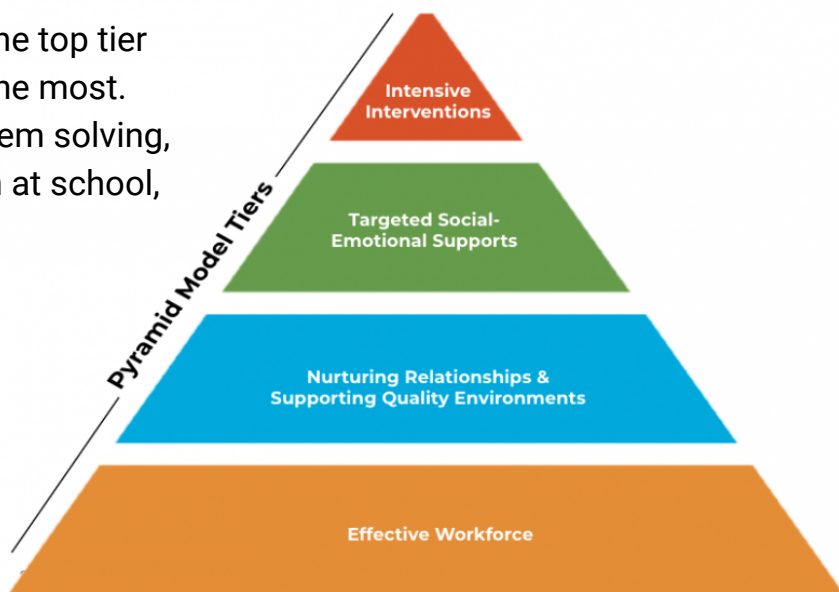 he top tier
he most.
em solving,
at school,
Pyramid Model Tiers
Intensive
Interventions
Targeted Social-
Emotional Supports
Nurturing Relationships &
Supporting Quality Environments
Effective Workforce